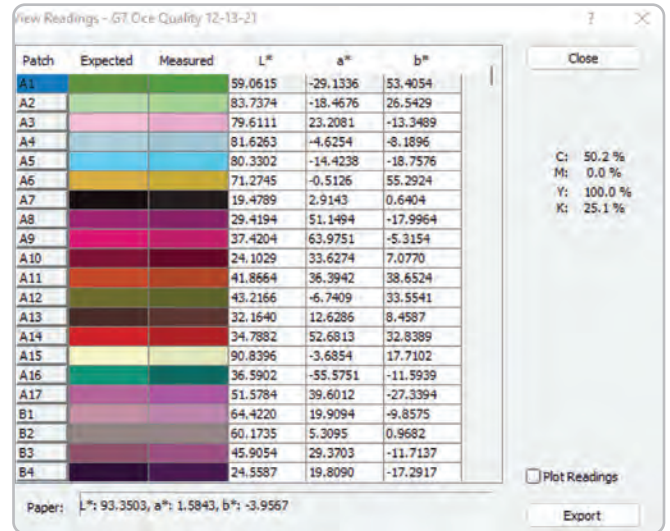 View Readings - G7 Oce Quality 12-13-21 ? ×
Patch Expected Measured L* a* b*
A1 59.0615 -29.1336 53.4054
A2 83.7374 -18.4676 26.5429
A3 79.6111 23.2081 -13.3489
A4 81.6263 -4.6254 -8.1896
A5 80.3302 -14.4238 -18.7576
A6 71.2745 -0.5126 55.2924
A7 19.4789 2.9143 0.6404
A8 29.4194 51.1494 -17.9964
A9 37.4204 63.9751 -5.3154
A10 24.1029 33.6274 7.0770
A11 41.8664 36.3942 38.6524
A12 43.2166 -6.7409 33.5541
A13 32.1640 12.6286 8.4587
A14 34.7882 52.6813 32.8389
A15 90.8396 -3.6854 17.7102
A16 36.5902 -55.5751 -11.5939
A17 51.5784 39.6012 -27.3394
B1 64.4220 19.9094 -9.8575
B2 60.1735 5.3095 0.9682
B3 45.9054 29.3703 -11.7137
B4 24.5587 19.8090 -17.2917
Paper: L*: 93.3503, a*: 1.5843, b*: -3.9567
Close
C: 50.2 %
M: 0.0 %
Y: 100.0 %
K: 25.1 %
Plot Readings
Export